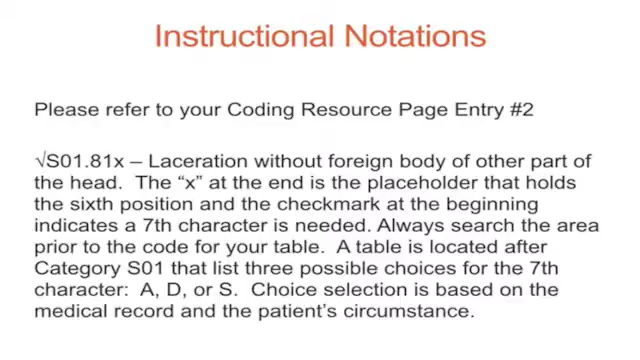 Instructional Notations
Please refer to your Coding Resource Page Entry #2
√S01.81x – Laceration without foreign body of other part of
the head.  The “x” at the end is the placeholder that holds
the sixth position and the checkmark at the beginning
indicates a 7th character is needed. Always search the area
prior to the code for your table.  A table is located after
Category S01 that list three possible choices for the 7th
character:  A, D, or S.  Choice selection is based on the
medical record and the patient’s circumstance.